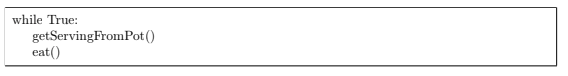 while True:
    getServingFromPot()
    eat()